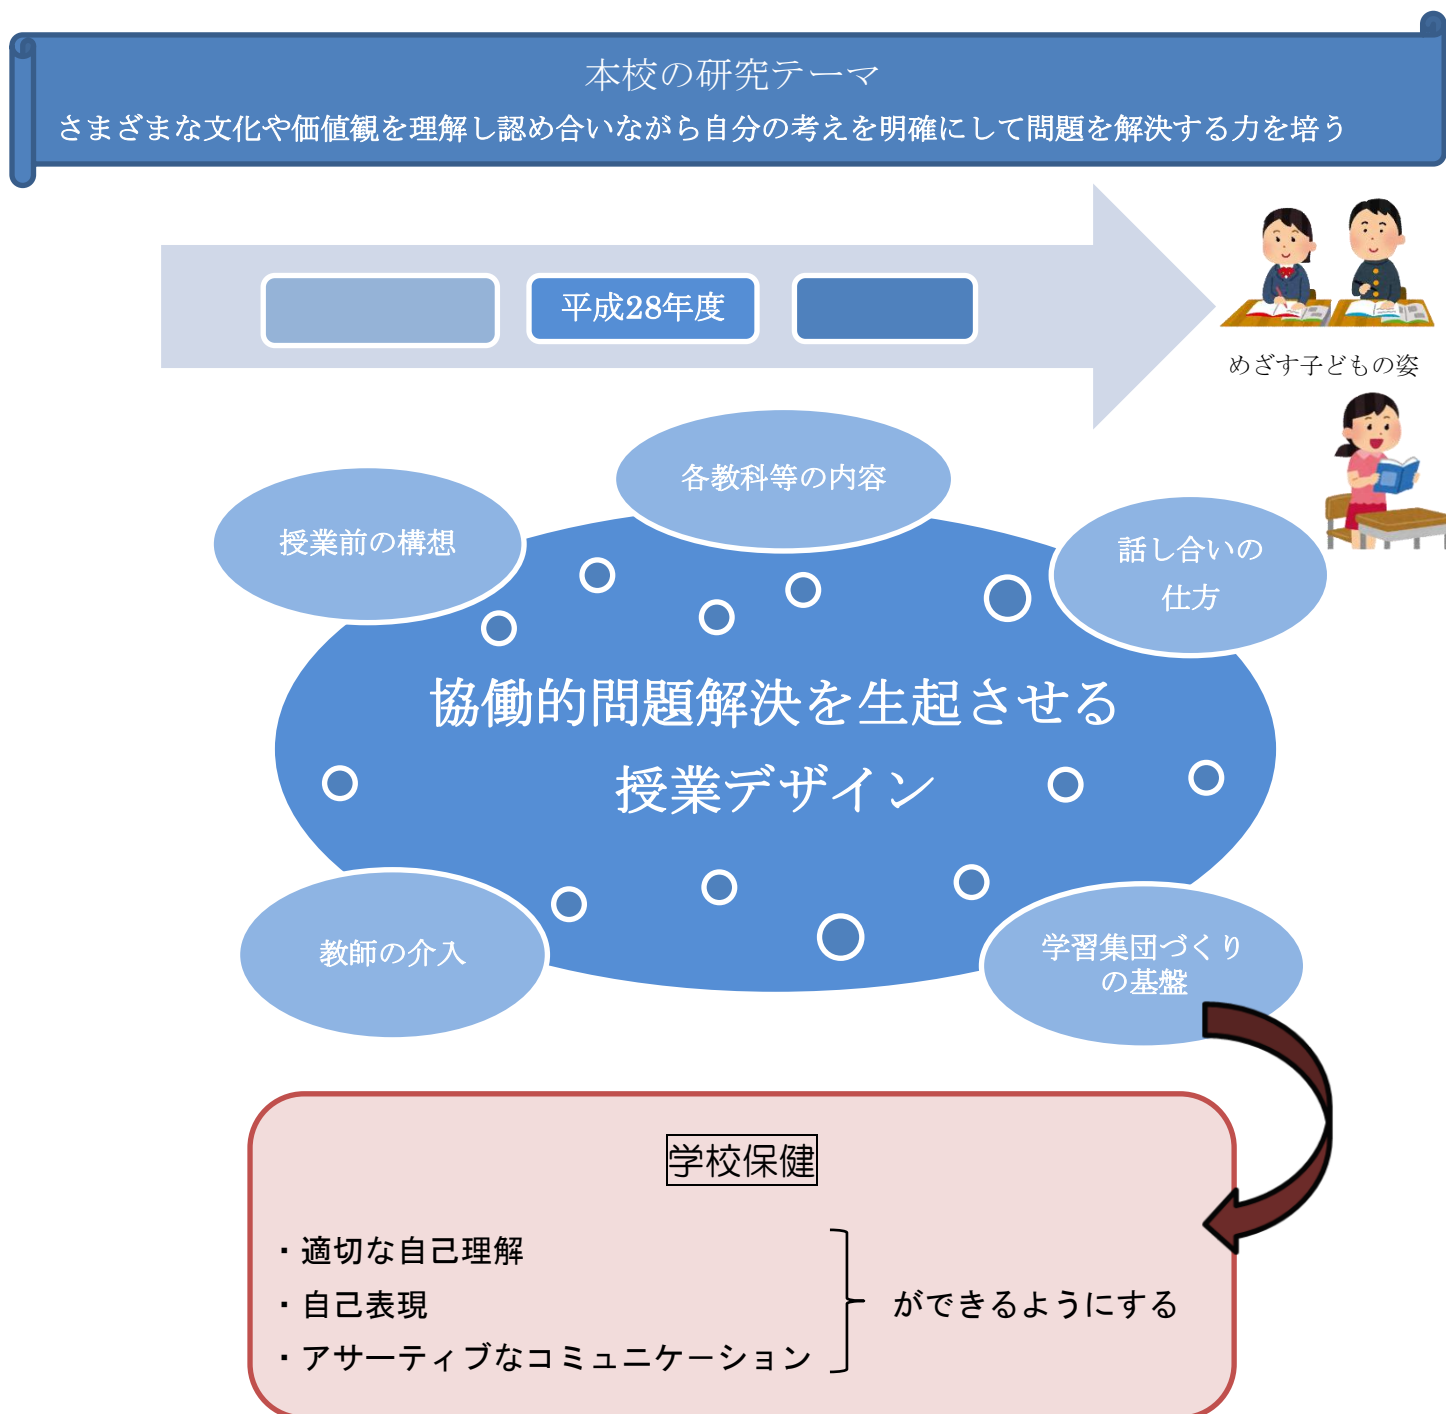 本校の研究テーマ
さまざまな文化や価値観を理解し認め合いながら自分の考えを明確にして問題を解決する力を培う
平成28年度
めざす子どもの姿
各教科等の内容
授業前の構想
話し合いの
仕方
協働的問題解決を生起させる
授業デザイン
教師の介入
学習集団づくり
の基盤
学校保健
・適切な自己理解
・自己表現
・アサーティブなコミュニケーション
ができるようにする